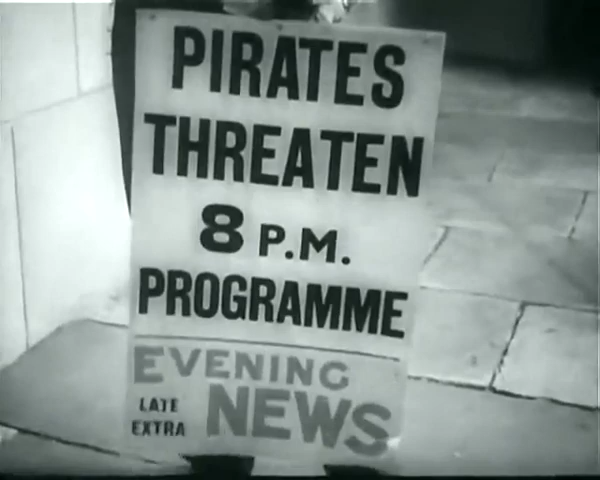 PIRATES
THREATEN
8 P.M.
PROGRAMME
EVENING
LATE EXTRA
NEWS